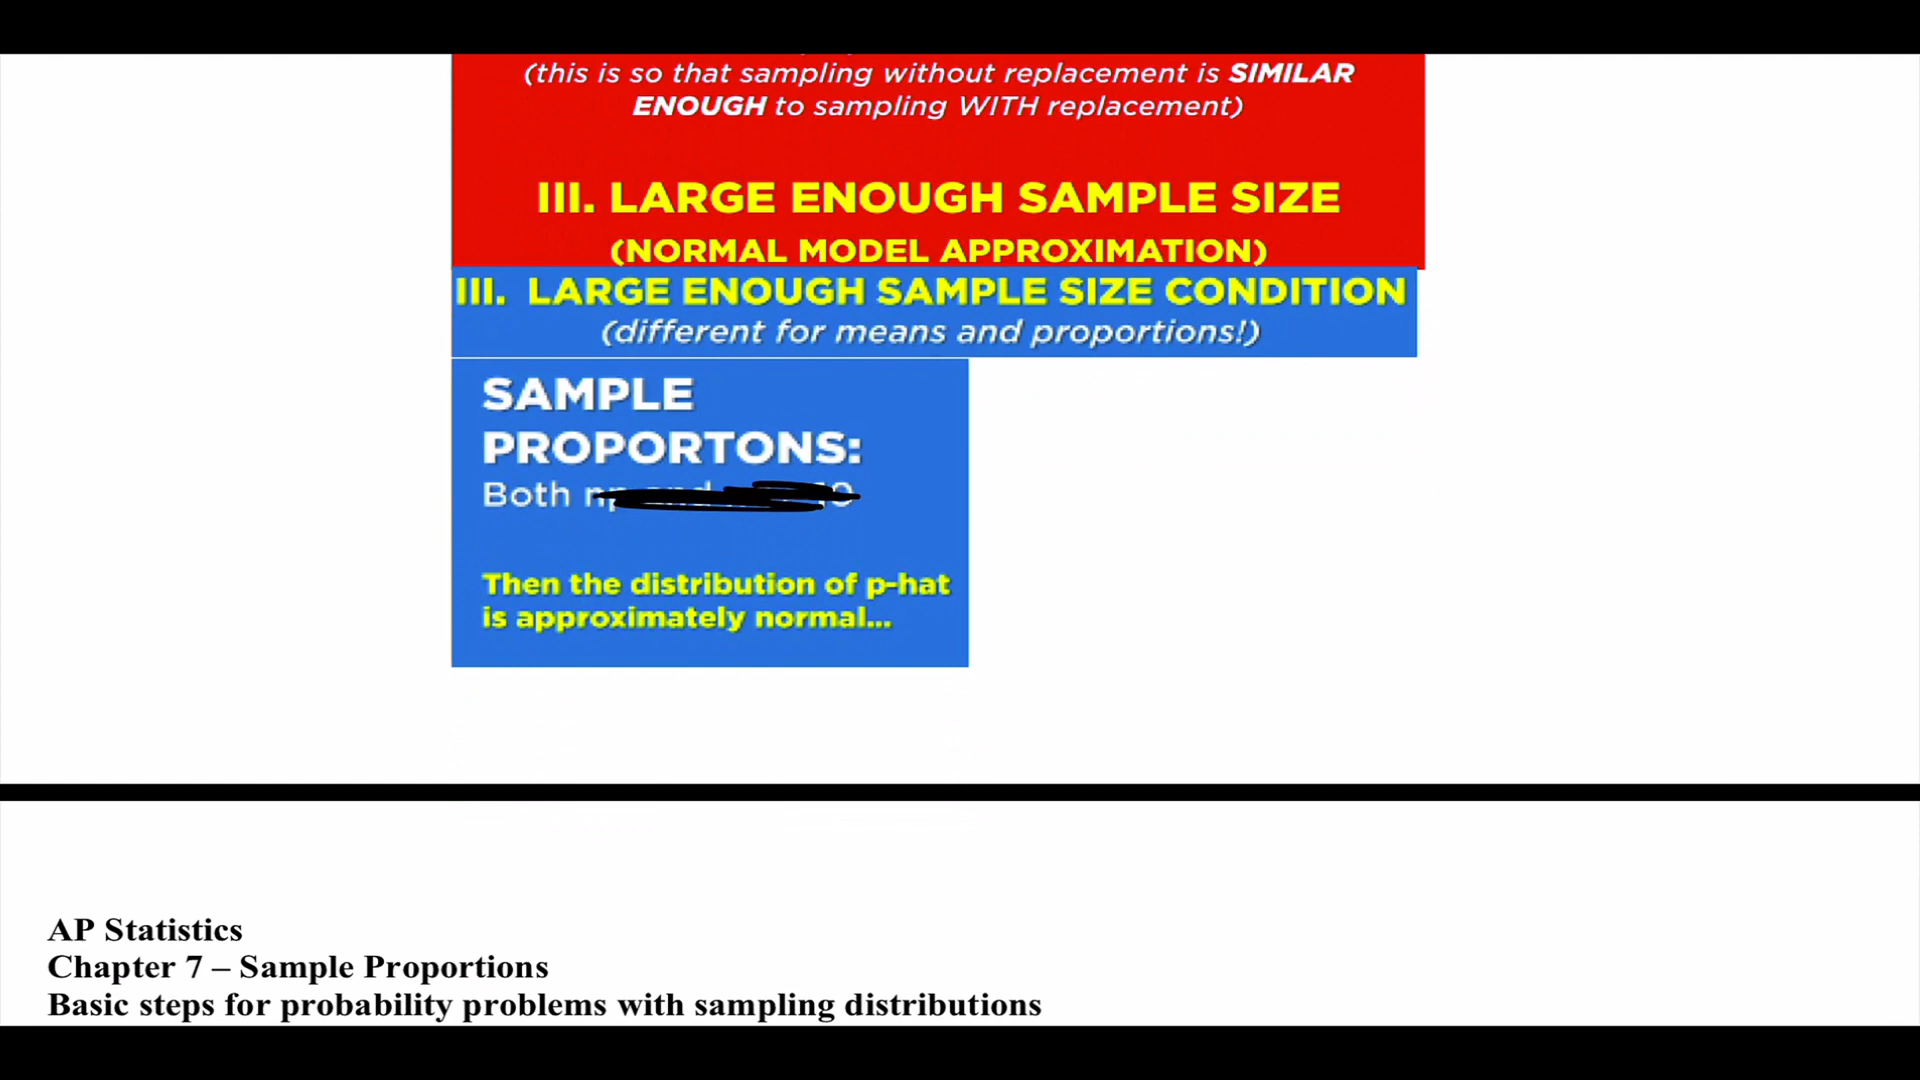 (this is so that sampling without replacement is SIMILAR
ENOUGH to sampling WITH replacement)
III. LARGE ENOUGH SAMPLE SIZE
(NORMAL MODEL APPROXIMATION)
III. LARGE ENOUGH SAMPLE SIZE CONDITION
(different for means and proportions!)
SAMPLE
PROPORTONS:
Both
Then the distribution of p-hat
is approximately normal...
AP Statistics
Chapter 7 – Sample Proportions
Basic steps for probability problems with sampling distributions